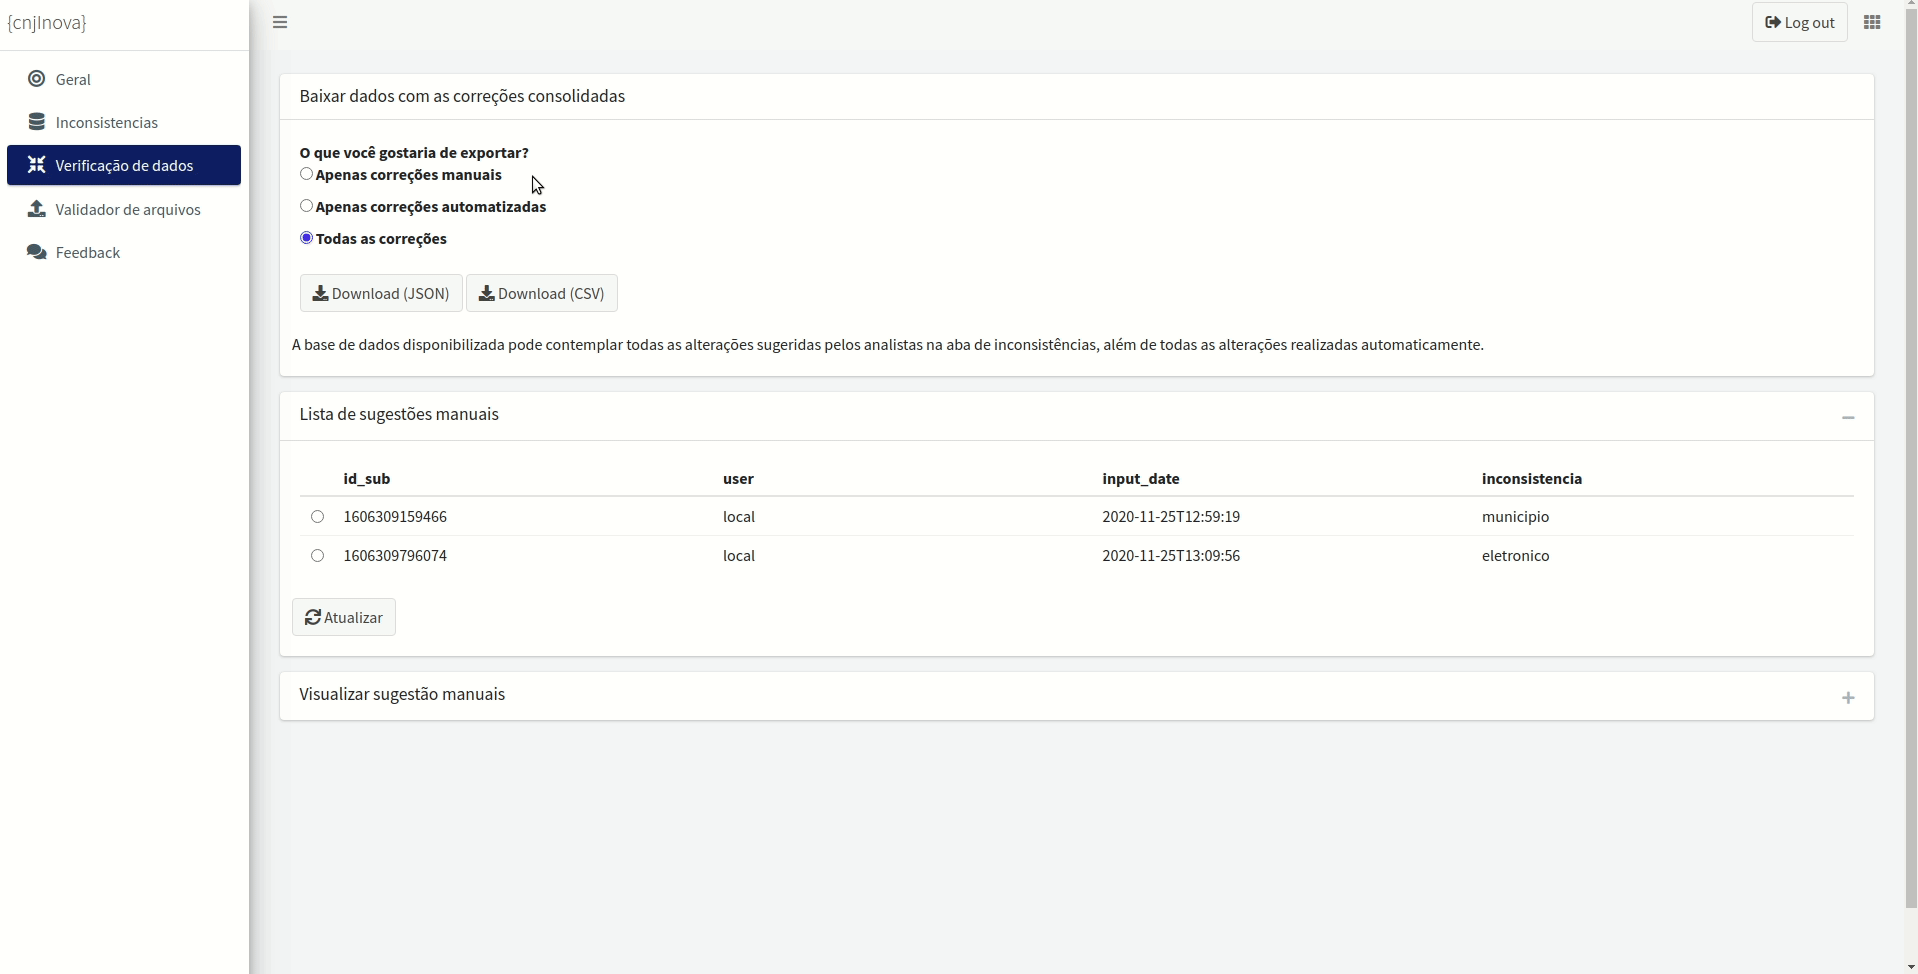 {cnjInova}
Log out
Geral
Inconsistencias
Verificação de dados
Validador de arquivos
Feedback
Baixar dados com as correções consolidadas
O que você gostaria de exportar?
Apenas correções manuais
Apenas correções automatizadas
Todas as correções
Download (JSON) Download (CSV)
A base de dados disponibilizada pode contemplar todas as alterações sugeridas pelos analistas na aba de inconsistências, além de todas as alterações realizadas automaticamente.
Lista de sugestões manuais
id_sub user input_date inconsistencia
1606309159466 local 2020-11-25T12:59:19 municipio
1606309796074 local 2020-11-25T13:09:56 eletronico
Atualizar
Visualizar sugestão manuais